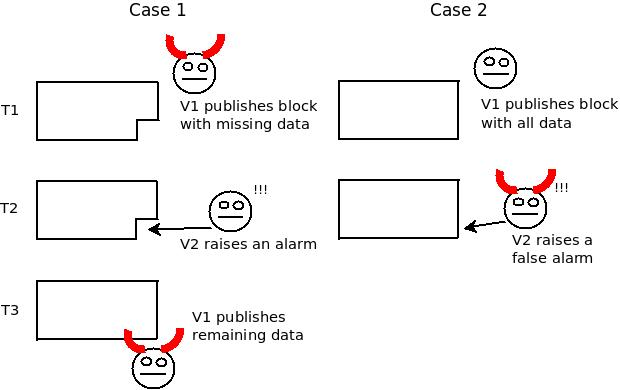 Case 1
Case 2
T1
V1 publishes block
with missing data
V1 publishes block
with all data
T2
!!!
V2 raises an alarm
!!!
V2 raises a
false alarm
T3
V1 publishes
remaining data